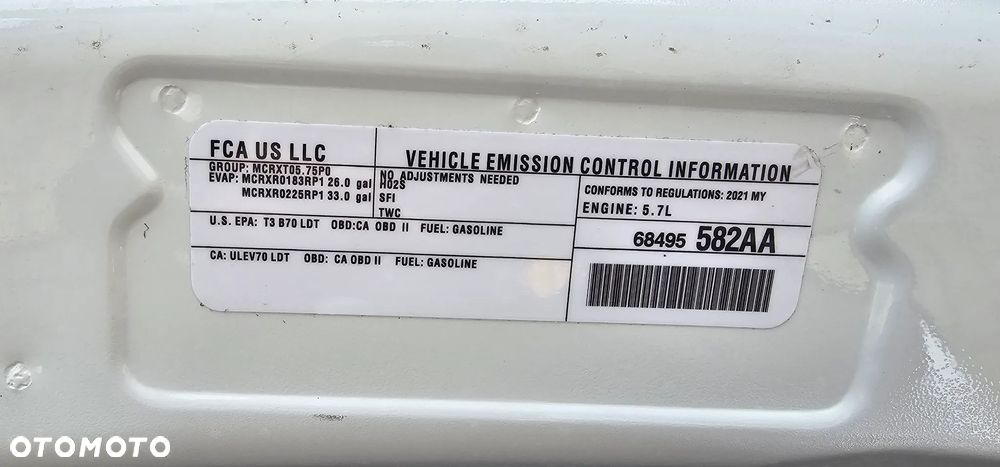 FCA US LLC
GROUP: MCRXT05.75P0
EVAP: MCRXR0183RP1 26.0 gal
MCRXR0225RP1 33.0 gal
VEHICLE EMISSION CONTROL INFORMATION
NO ADJUSTMENTS NEEDED
HO2S
SFI
TWC
CONFORMS TO REGULATIONS: 2021 MY
ENGINE: 5.7L
U.S. EPA: T3 B70 LDT OBD:CA OBD II FUEL: GASOLINE
CA: ULEV70 LDT OBD: CA OBD II FUEL: GASOLINE
68495 582AA
OTOMOTO